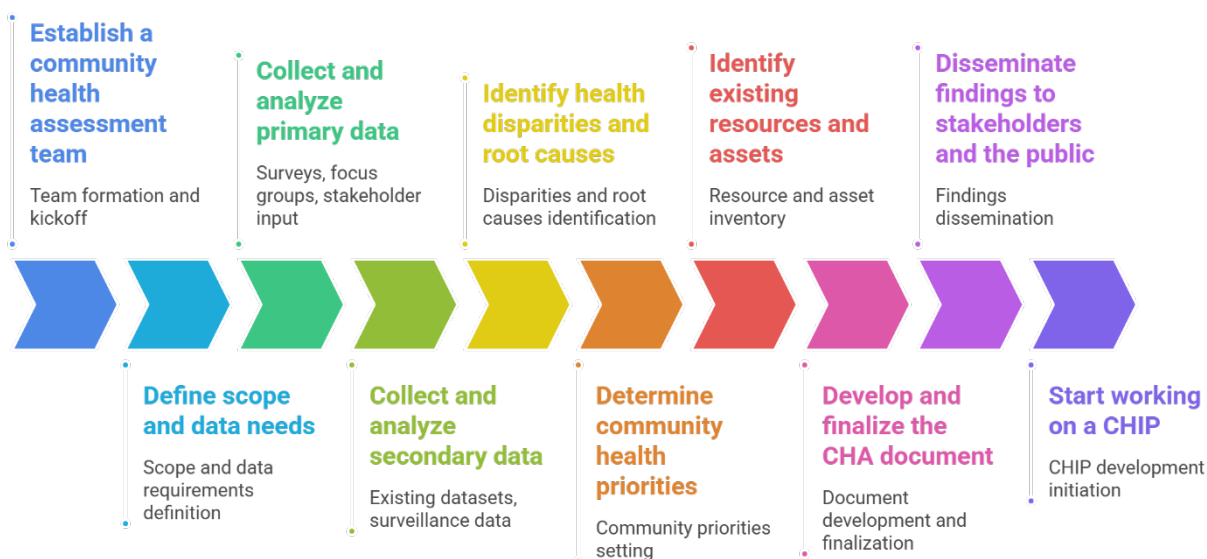 Establish a
community
health
assessment
team
Team formation and
kickoff
Define scope
and data needs
Scope and data
requirements
definition
Collect and
analyze
primary data
Surveys, focus
groups, stakeholder
input
Collect and
analyze
secondary data
Existing datasets,
surveillance data
Identify health
disparities and
root causes
Disparities and root
causes identification
Determine
community
health
priorities
Community priorities
setting
Identify
existing
resources and
assets
Resource and asset
inventory
Develop and
finalize the
CHA document
Document
development and
finalization
Disseminate
findings to
stakeholders
and the public
Findings
dissemination
Start working
on a CHIP
CHIP development
initiation